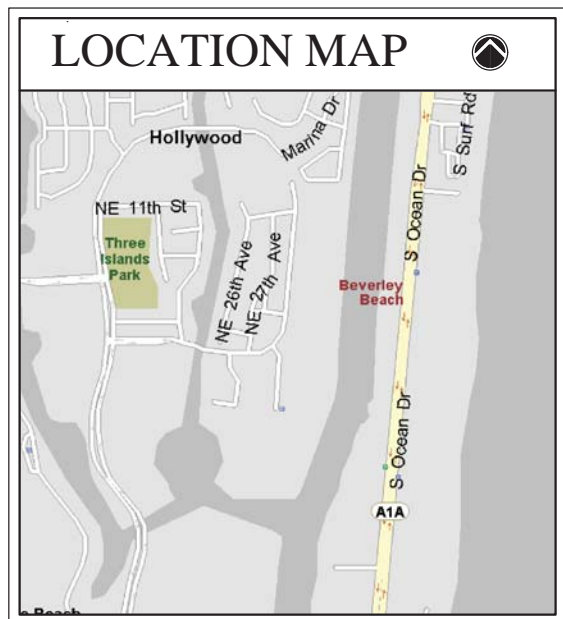 LOCATION MAP
Hollywood
Marina Dr
S Surf Rd
NE 11th St
S Ocean Dr
Three
Islands
Park
NE 26th Ave
NE 27th Ave
Beverley
Beach
S Ocean Dr
A1A
Beach